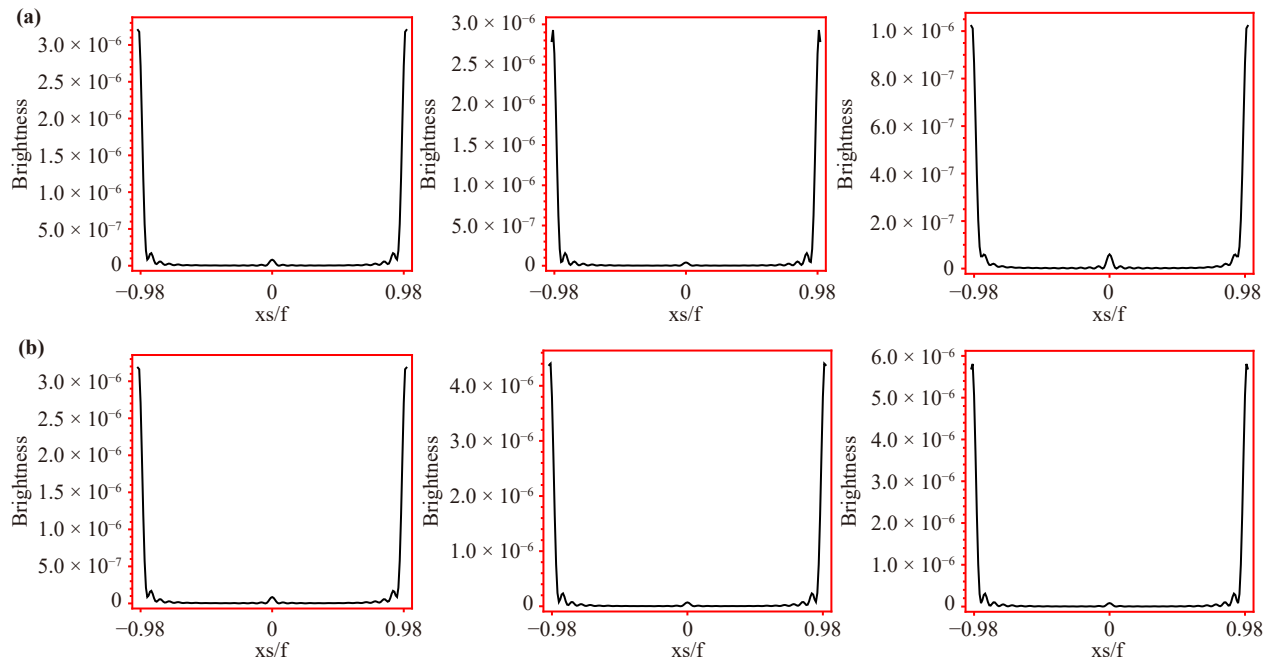 (a)
3.0 × 10⁻⁶
2.5 × 10⁻⁶
2.0 × 10⁻⁶
1.0 × 10⁻⁶
1.0 × 10⁻⁶
5.0 × 10⁻⁷
0
Brightness
−0.98 0 0.98
xs/f
3.0 × 10⁻⁶
2.5 × 10⁻⁶
2.0 × 10⁻⁶
1.0 × 10⁻⁶
1.0 × 10⁻⁶
5.0 × 10⁻⁷
0
Brightness
−0.98 0 0.98
xs/f
1.0 × 10⁻⁶
8.0 × 10⁻⁷
6.0 × 10⁻⁷
4.0 × 10⁻⁷
2.0 × 10⁻⁷
0
Brightness
−0.98 0 0.98
xs/f
(b)
3.0 × 10⁻⁶
2.5 × 10⁻⁶
2.0 × 10⁻⁶
1.5 × 10⁻⁶
1.0 × 10⁻⁶
5.0 × 10⁻⁷
0
Brightness
−0.98 0 0.98
xs/f
4.0 × 10⁻⁶
6.0 × 10⁻⁶
4.0 × 10⁻⁶
1.0 × 10⁻⁶
0
Brightness
−0.98 0 0.98
xs/f
6.0 × 10⁻⁶
5.0 × 10⁻⁶
6.0 × 10⁻⁶
6.0 × 10⁻⁶
6.0 × 10⁻⁶
6.0 × 10⁻⁶
0
Brightness
−0.98 0 0.98
xs/f